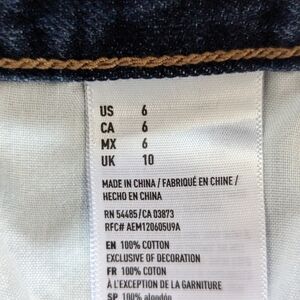 US 6
CA 6
MX 6
UK 10
MADE IN CHINA / FABRIQUÉ EN CHINE /
HECHO EN CHINA
RN 54485 / CA 03873
RFC# AEM120605U9A
EN 100% COTTON
EXCLUSIVE OF DECORATION
FR 100% COTON
À L'EXCEPTION DE LA GARNITURE
SP 100% algodón